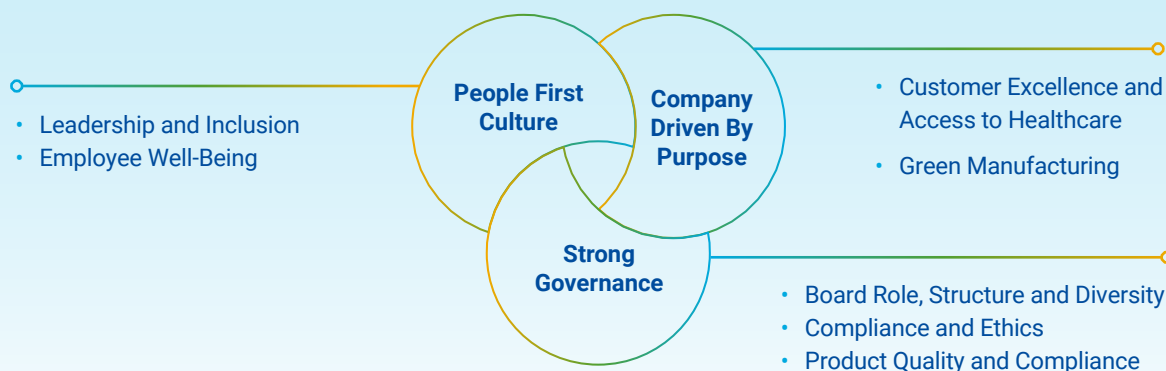 People First
Culture
• Leadership and Inclusion
• Employee Well-Being
Company
Driven By
Purpose
• Customer Excellence and
Access to Healthcare
• Green Manufacturing
Strong
Governance
• Board Role, Structure and Diversity
• Compliance and Ethics
• Product Quality and Compliance